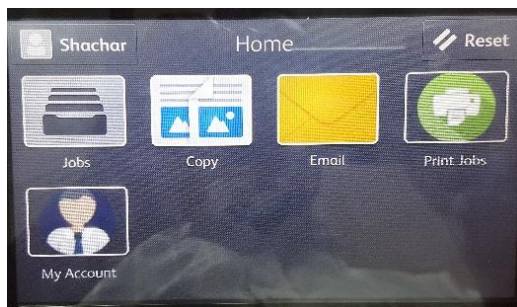 Shachar
Home
Reset
Jobs
Copy
Email
Print Jobs
My Account